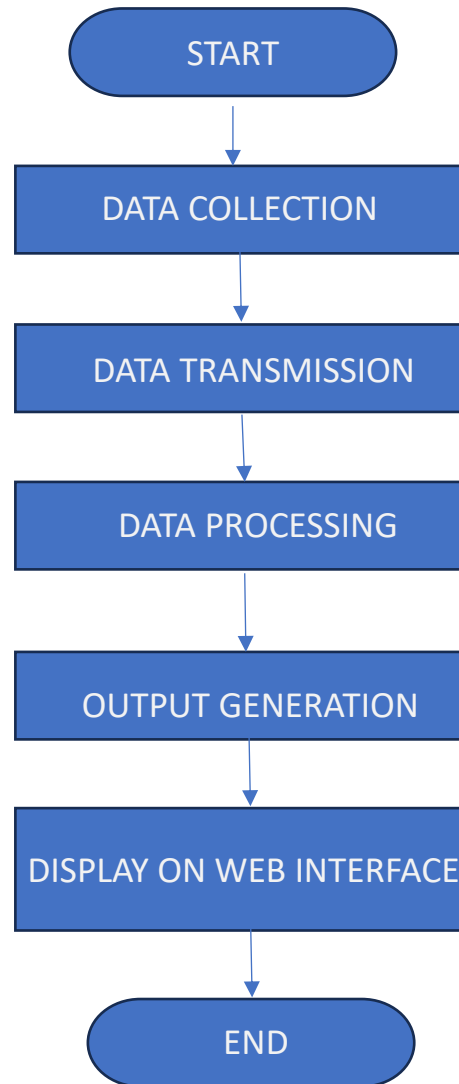 START
DATA COLLECTION
DATA TRANSMISSION
DATA PROCESSING
OUTPUT GENERATION
DISPLAY ON WEB INTERFACE
END